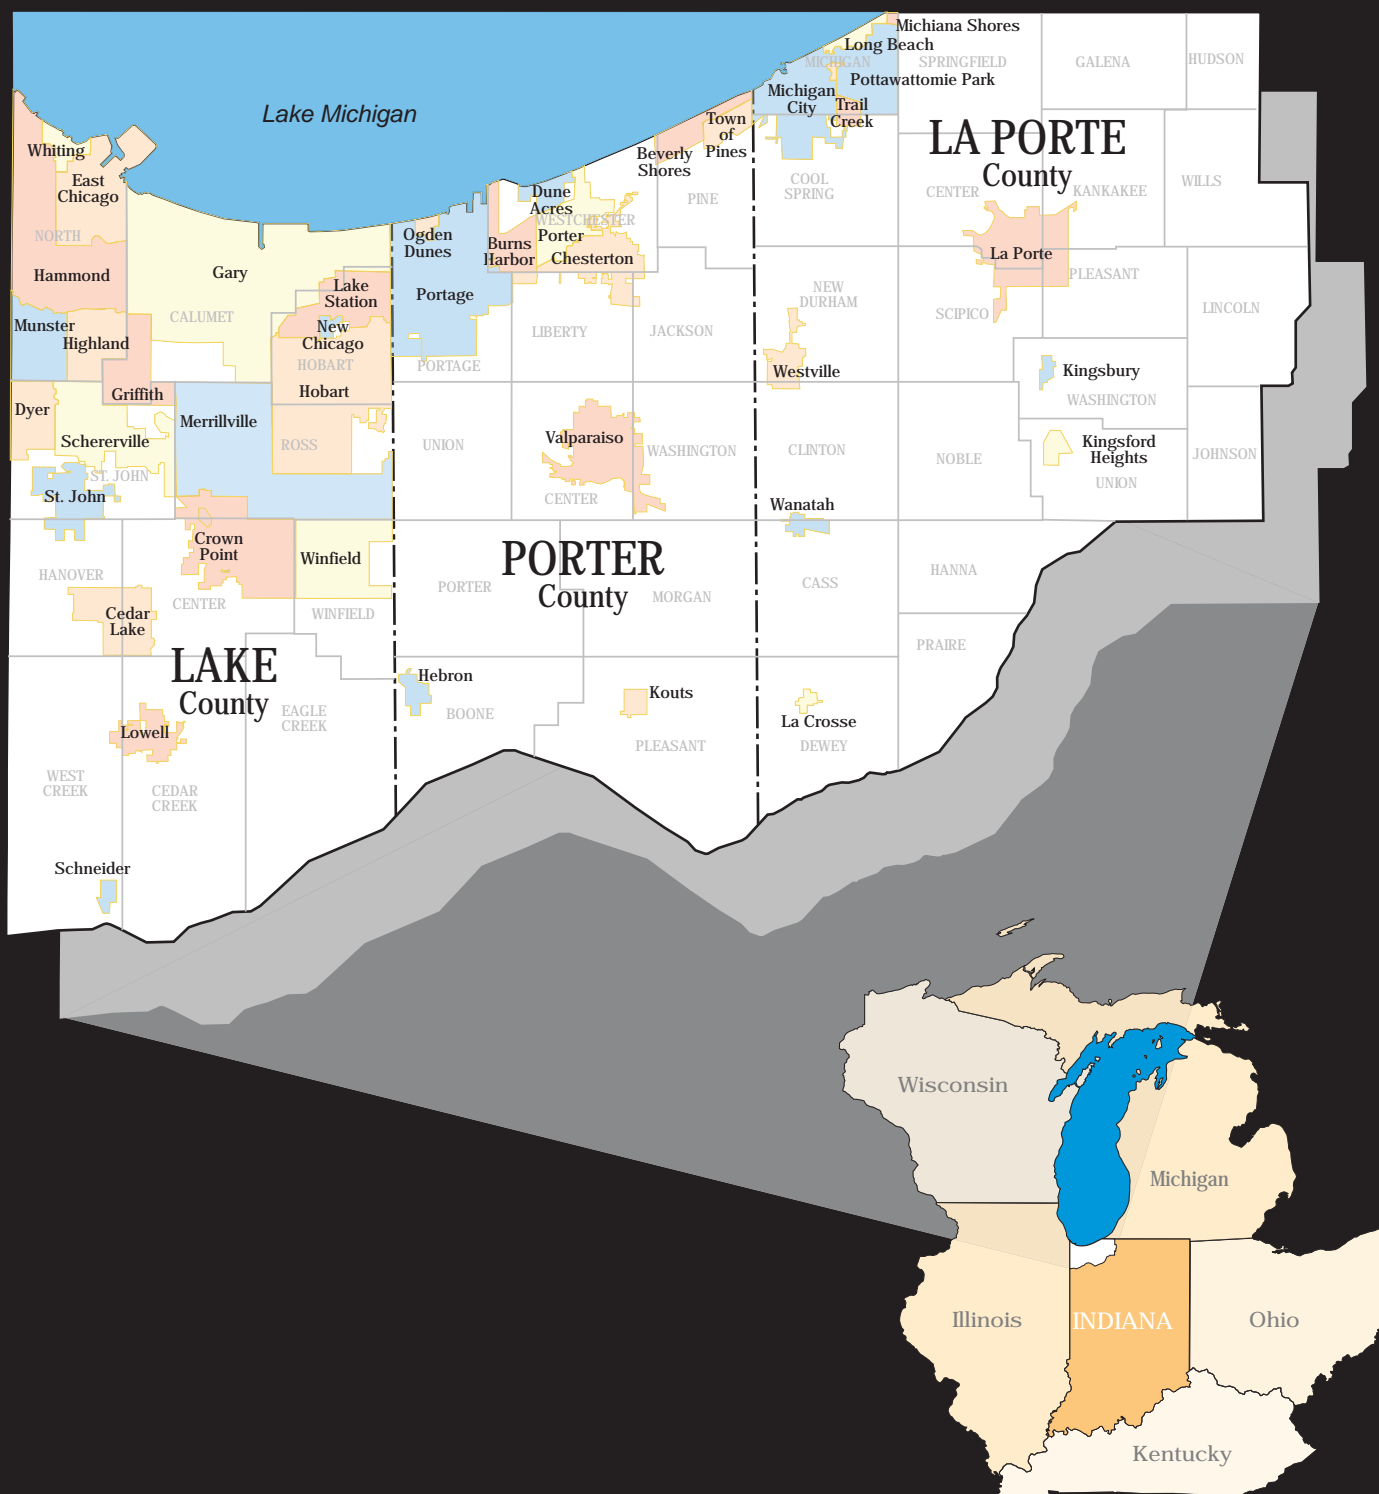 Michiana Shores
Long Beach
MICHIGAN
SPRINGFIELD
GALENA
HUDSON
Pottawattomie Park
Michigan
City
Trail
Creek
Lake Michigan
Town
of
Pines
LA PORTE
County
Beverly
Shores
Whiting
East
Chicago
COOL
SPRING
CENTER
KANKAKEE
WILLS
PINE
Dune
Acres
WESTCHESTER
Porter
NORTH
Ogden
Dunes
Burns
Harbor
Chesterton
La Porte
Hammond
Gary
PLEASANT
Lake
Station
Portage
NEW
DURHAM
SCIPICO
LINCOLN
CALUMET
Munster
Highland
New
Chicago
LIBERTY
JACKSON
HOBART
PORTAGE
Westville
Kingsbury
WASHINGTON
Griffith
Hobart
Dyer
Merrillville
Schererville
ROSS
UNION
Valparaiso
WASHINGTON
CLINTON
NOBLE
Kingsford
Heights
JOHNSON
UNION
ST. JOHN
St. John
CENTER
Wanatah
Crown
Point
Winfield
PORTER
County
HANOVER
CENTER
WINFIELD
PORTER
MORGAN
CASS
HANNA
Cedar
Lake
PRAIRE
LAKE
County
Hebron
BOONE
Kouts
La Crosse
EAGLE
CREEK
Lowell
PLEASANT
DEWEY
WEST
CREEK
CEDAR
CREEK
Schneider
Wisconsin
Michigan
Illinois
INDIANA
Ohio
Kentucky